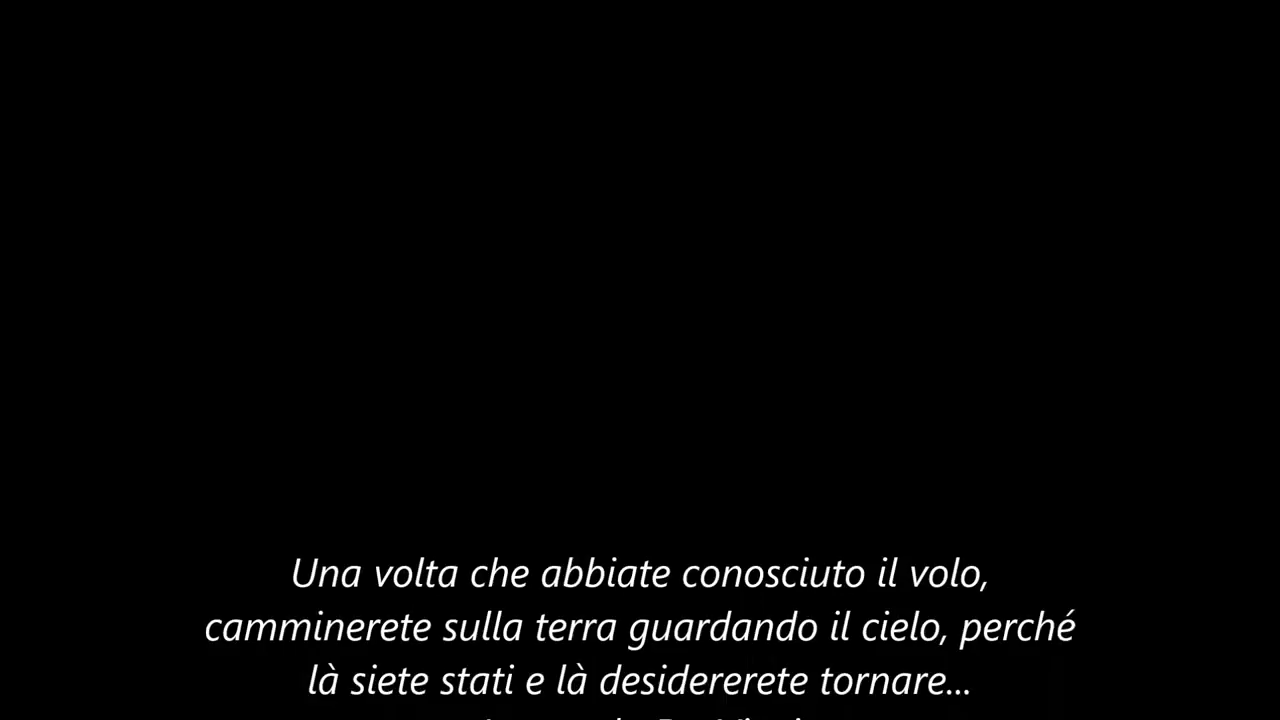 Una volta che abbiate conosciuto il volo,
camminerete sulla terra guardando il cielo, perché
là siete stati e là desidererete tornare...